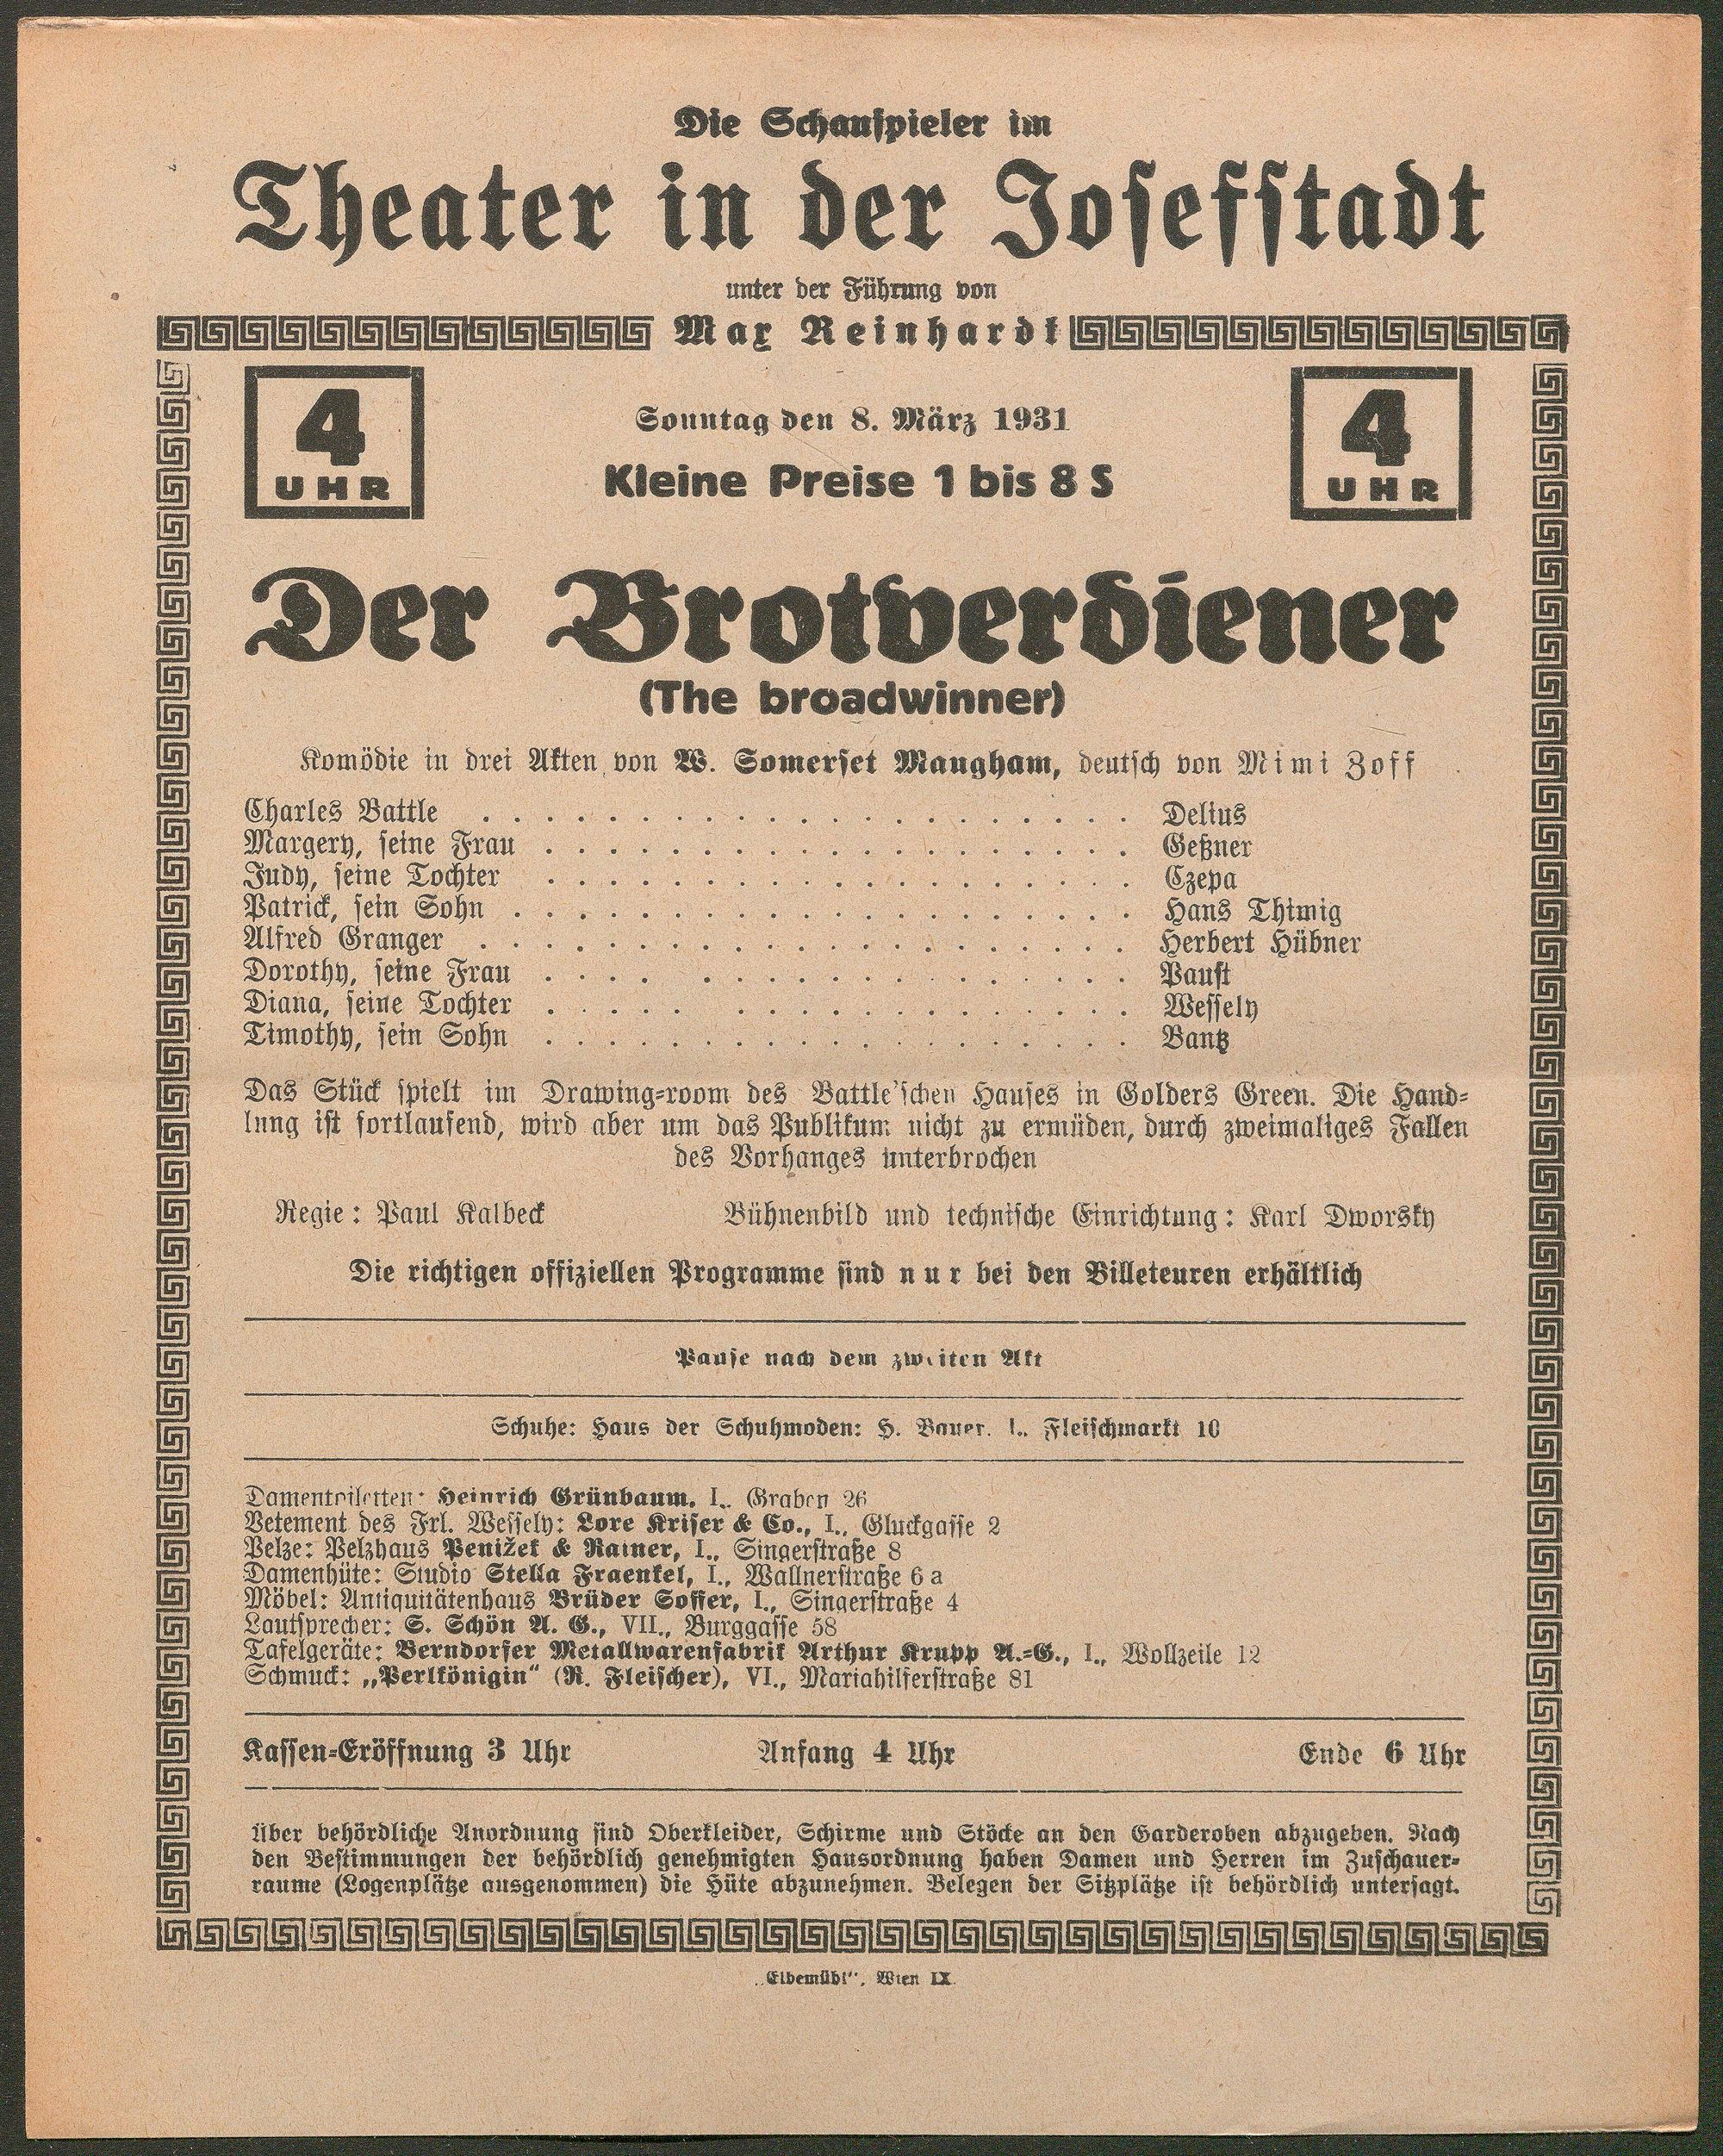 Die Schauspieler im
Theater in der Josefstadt
unter der Führung von
Max Reinhardt
4 UHR
Sonntag den 8. März 1931
Kleine Preise 1 bis 8 S
4 UHR
Der Brotverdiener
(The broadwinner)
Komödie in drei Akten von W. Somerset Maugham, deutsch von Mimi Zoff
Charles Battle . . . . . . . . . . . . . . . . . . . . . Delius
Margery, seine Frau . . . . . . . . . . . . . . . . . . . Geßner
Judy, seine Tochter . . . . . . . . . . . . . . . . . . . Czepa
Patrick, sein Sohn . . . . . . . . . . . . . . . . . . . . Hans Thimig
Alfred Granger . . . . . . . . . . . . . . . . . . . . . Herbert Hübner
Dorothy, seine Frau . . . . . . . . . . . . . . . . . . Paust
Diana, seine Tochter . . . . . . . . . . . . . . . . . . Wessely
Timothy, sein Sohn . . . . . . . . . . . . . . . . . . . Bantz
Das Stück spielt im Drawing-room des Battle'schen Hauses in Golders Green. Die Hand-
lung ist fortlaufend, wird aber um das Publikum nicht zu ermüden, durch zweimaliges Fallen
des Vorhanges unterbrochen
Regie: Paul Kalbeck Bühnenbild und technische Einrichtung: Karl Dworsky
Die richtigen offiziellen Programme sind nur bei den Billeteuren erhältlich
Pause nach dem zweiten Akt
Schuhe: Haus der Schuhmoden: H. Bauer, I., Fleischmarkt 10
Damentoiletten: Heinrich Grünbaum, I., Graben 26
Vetement des Frl. Wessely: Lore Kriser & Co., I., Gluckgasse 2
Pelze: Pelzhaus Penižek & Rainer, I., Singerstraße 8
Damenhüte: Studio Stella Fraenkel, I., Wallnerstraße 6 a
Möbel: Antiquitätenhaus Brüder Soffer, I., Singerstraße 4
Lautsprecher: S. Schön A. G., VII., Burggasse 58
Tafelgeräte: Berndorfer Metallwarenfabrik Arthur Krupp A.-G., I., Wollzeile 12
Schmuck: „Perlkönigin" (R. Fleischer), VI., Mariahilferstraße 81
Kassen-Eröffnung 3 Uhr Anfang 4 Uhr Ende 6 Uhr
Über behördliche Anordnung sind Oberkleider, Schirme und Stöcke an den Garderoben abzugeben. Nach
den Bestimmungen der behördlich genehmigten Hausordnung haben Damen und Herren im Zuschauer-
raume (Logenplätze ausgenommen) die Hüte abzunehmen. Belegen der Sitzplätze ist behördlich untersagt.
„Elbemühl", Wien IX